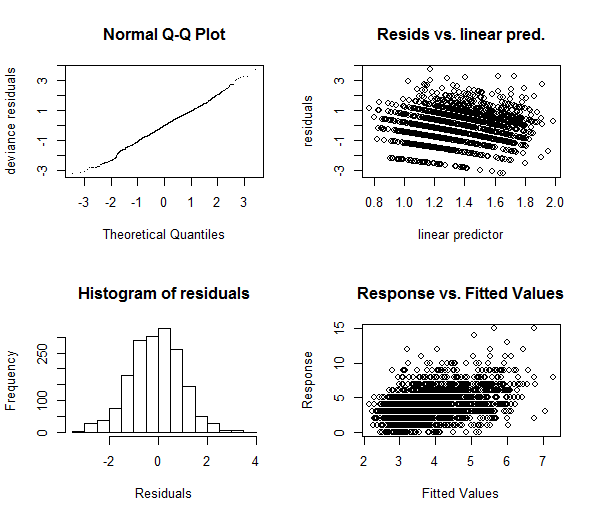 Normal Q-Q Plot
deviance residuals
-3 -1 1 3
-3 -2 -1 0 1 2 3
Theoretical Quantiles
Resids vs. linear pred.
residuals
-3 -1 1 3
0.8 1.0 1.2 1.4 1.6 1.8 2.0
linear predictor
Histogram of residuals
Frequency
0 100 250
-2 0 2 4
Residuals
Response vs. Fitted Values
Response
0 5 10 15
2 3 4 5 6 7
Fitted Values